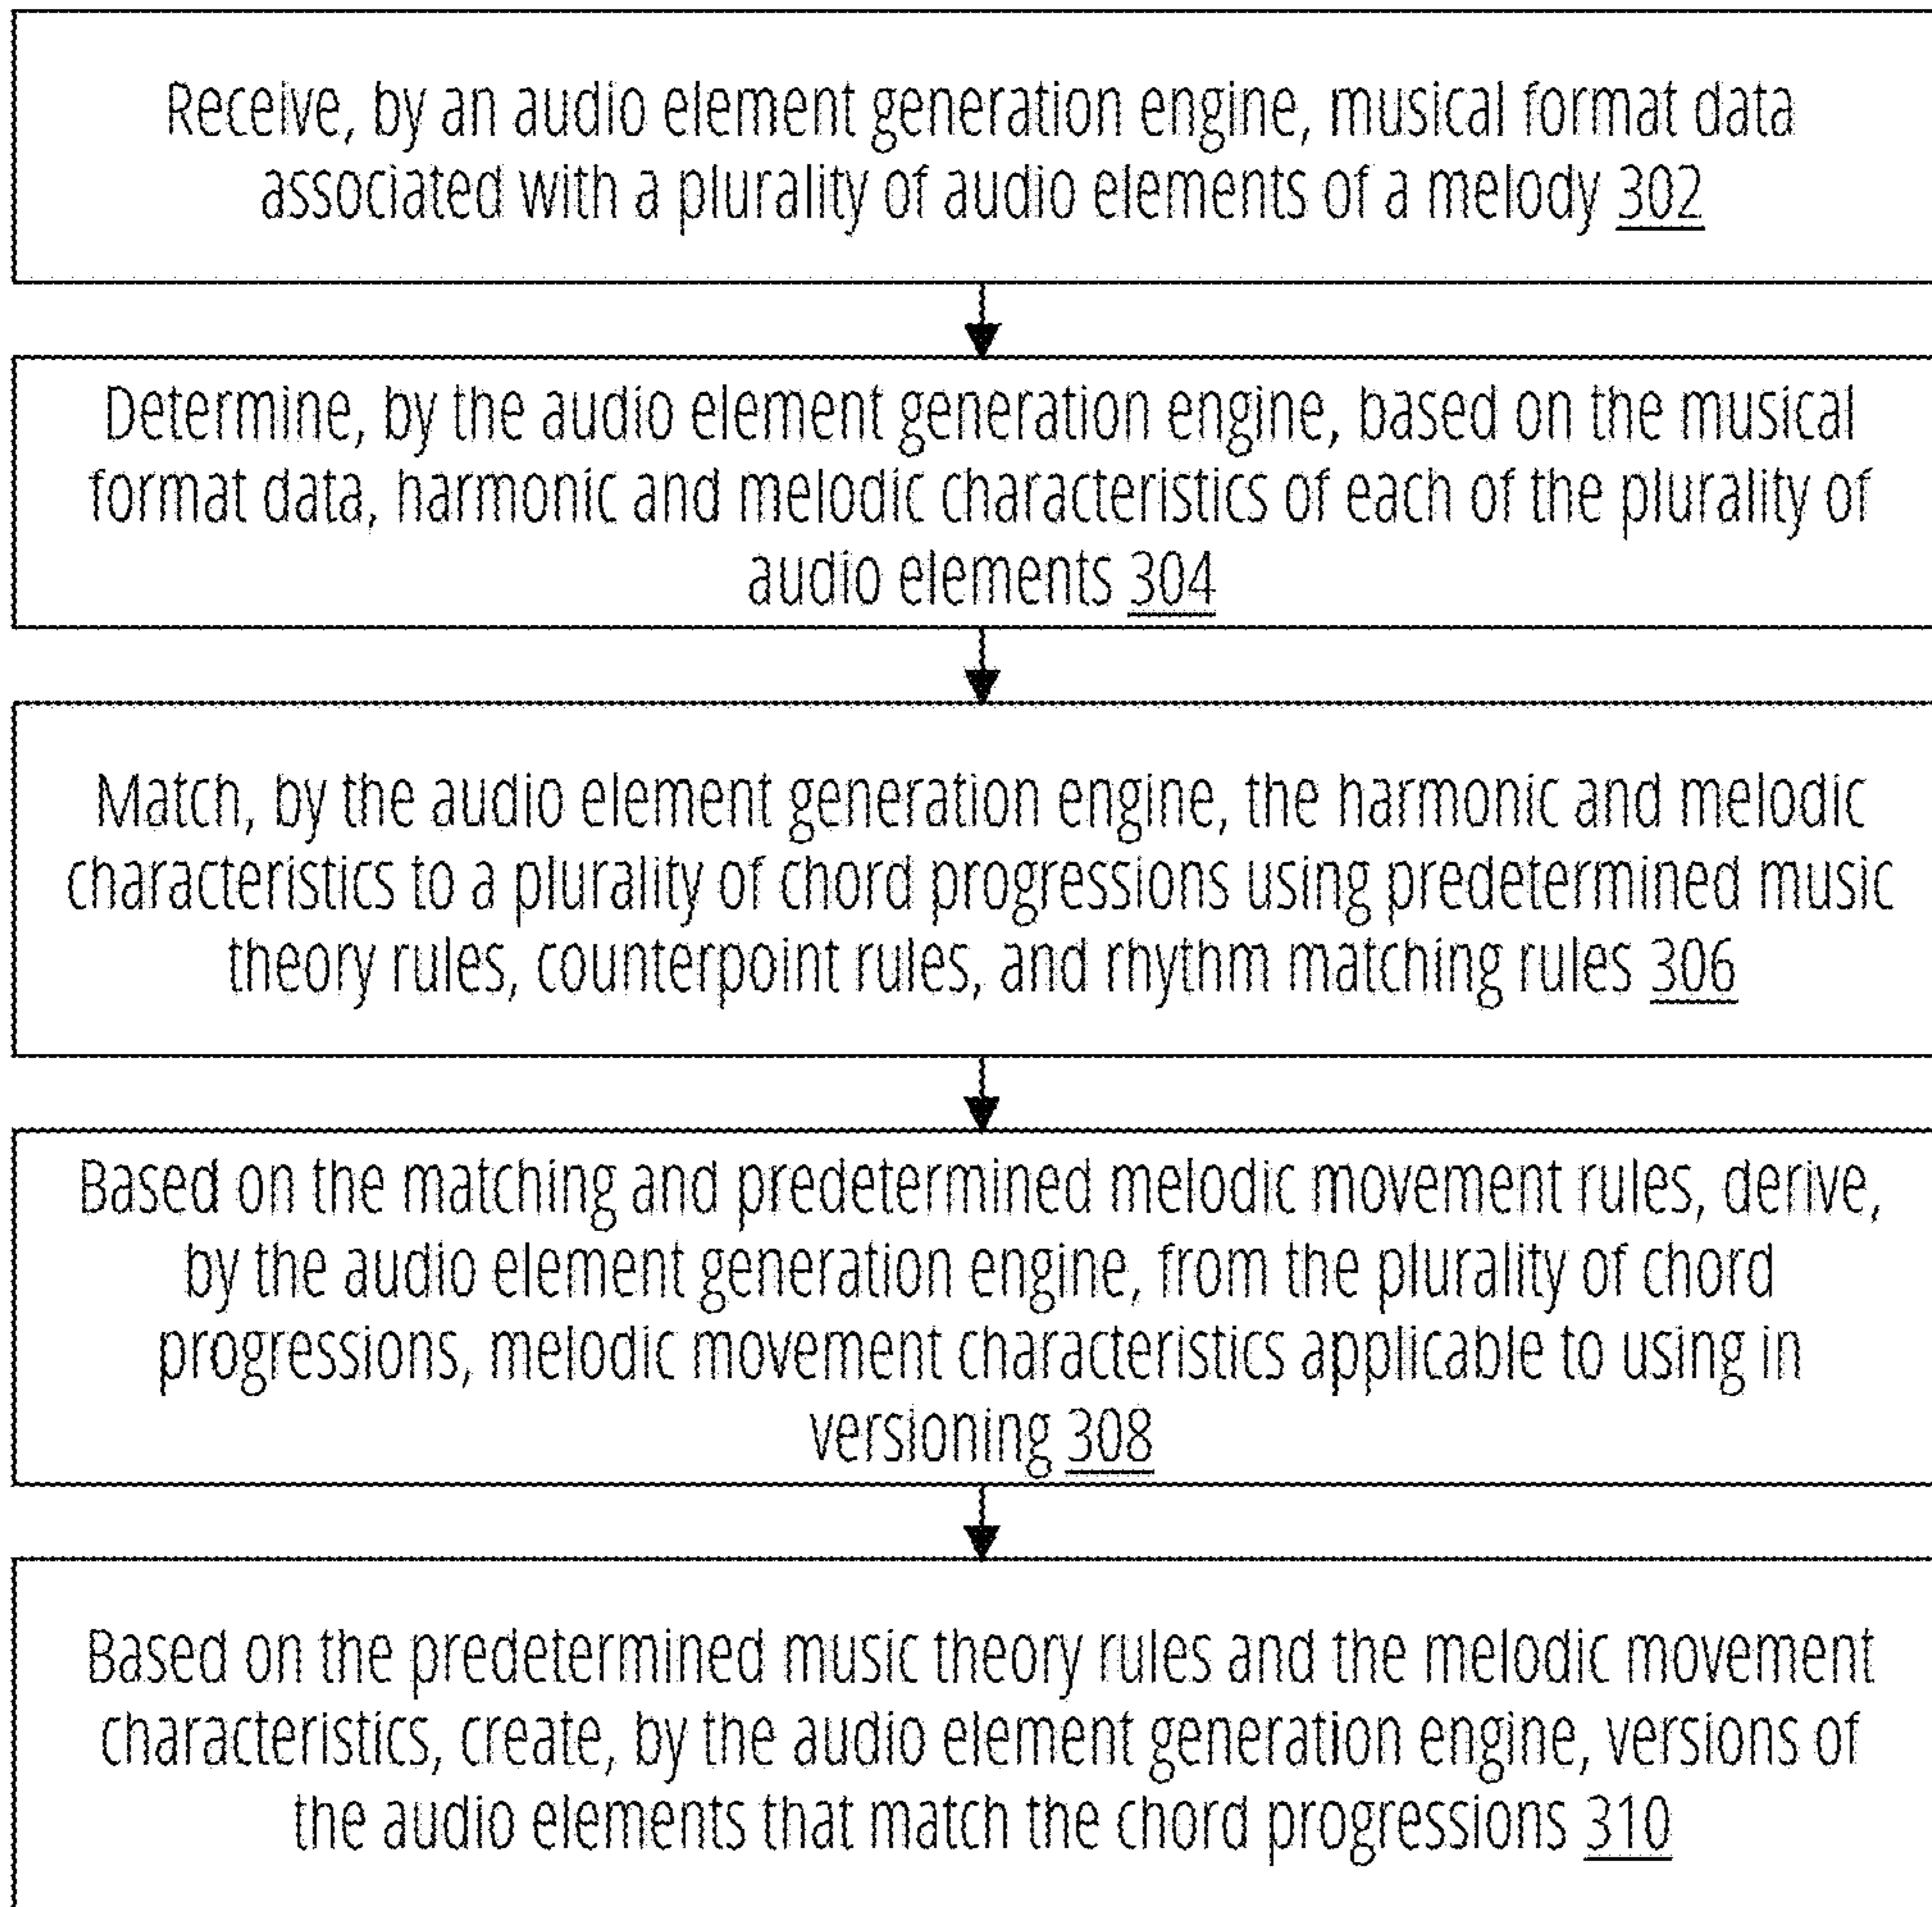 Receive, by an audio element generation engine, musical format data
associated with a plurality of audio elements of a melody 302
Determine, by the audio element generation engine, based on the musical
format data, harmonic and melodic characteristics of each of the plurality of
audio elements 304
Match, by the audio element generation engine, the harmonic and melodic
characteristics to a plurality of chord progressions using predetermined music
theory rules, counterpoint rules, and rhythm matching rules 306
Based on the matching and predetermined melodic movement rules, derive,
by the audio element generation engine, from the plurality of chord
progressions, melodic movement characteristics applicable to using in
versioning 308
Based on the predetermined music theory rules and the melodic movement
characteristics, create, by the audio element generation engine, versions of
the audio elements that match the chord progressions 310